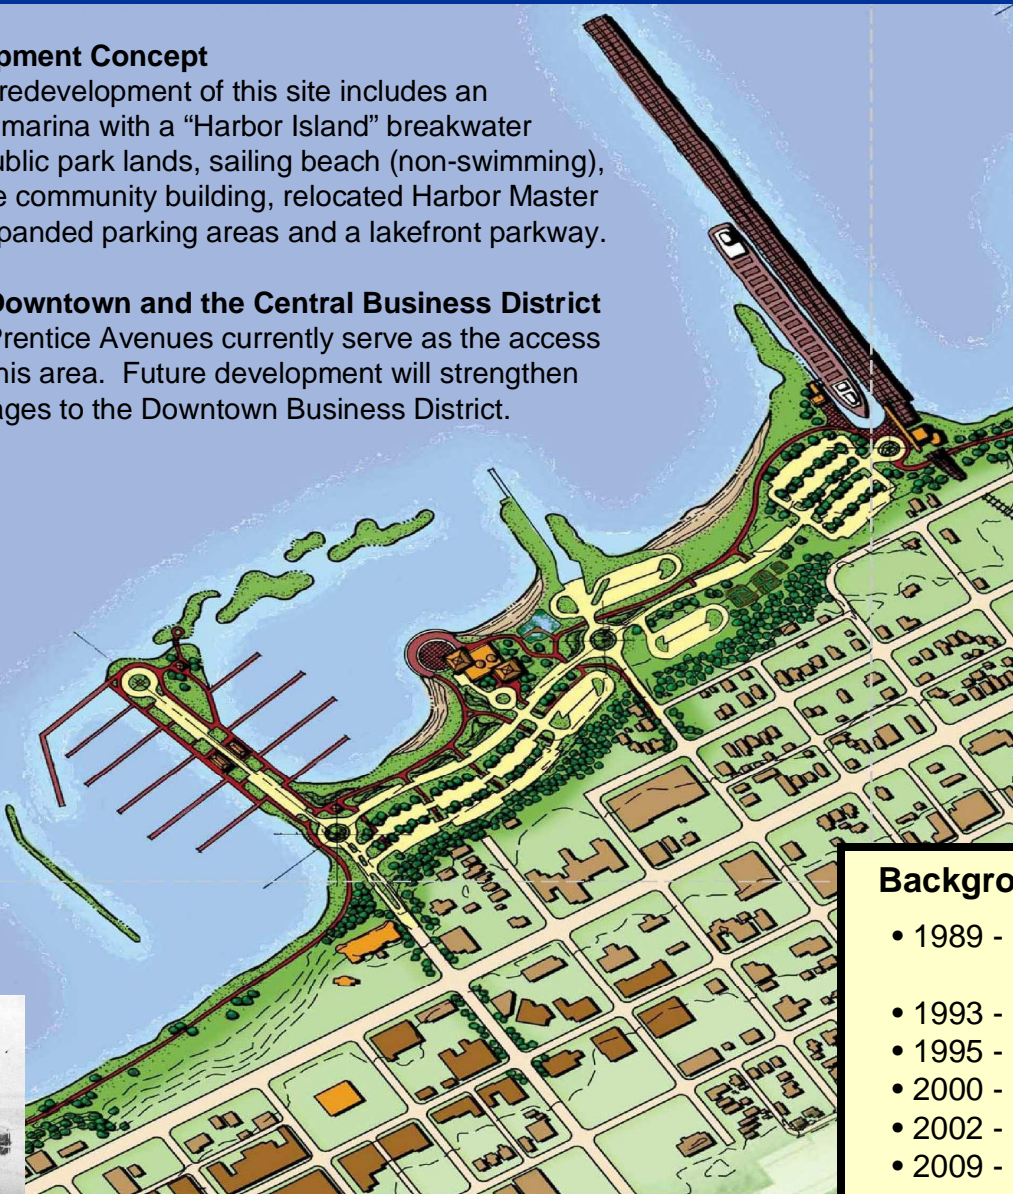 pment Concept
redevelopment of this site includes an
marina with a “Harbor Island” breakwater
ublic park lands, sailing beach (non-swimming),
e community building, relocated Harbor Master
panded parking areas and a lakefront parkway.
Downtown and the Central Business District
Prentice Avenues currently serve as the access
his area. Future development will strengthen
ages to the Downtown Business District.
Backgro
• 1989 -
• 1993 -
• 1995 -
• 2000 -
• 2002 -
• 2009 -